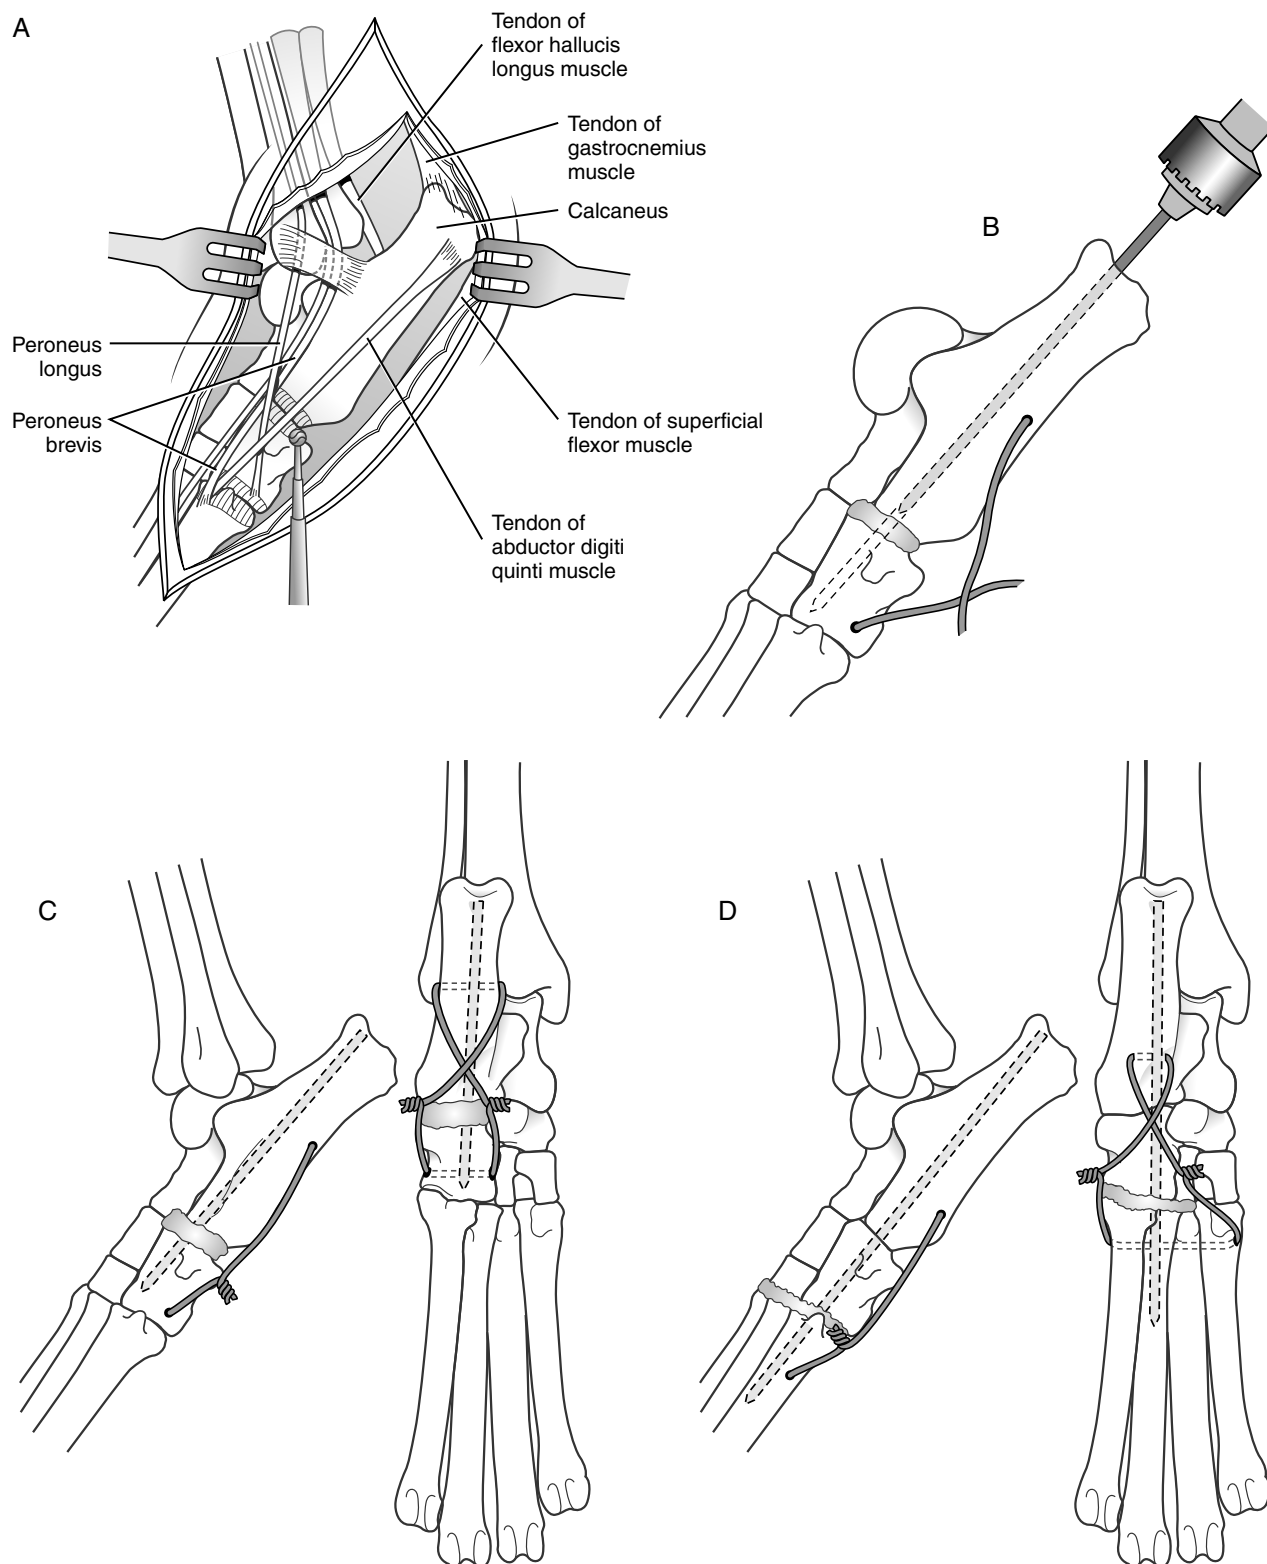 A
Tendon of
flexor hallucis
longus muscle
Tendon of
gastrocnemius
muscle
Calcaneus
B
Peroneus
longus
Peroneus
brevis
Tendon of superficial
flexor muscle
Tendon of
abductor digiti
quinti muscle
C
D